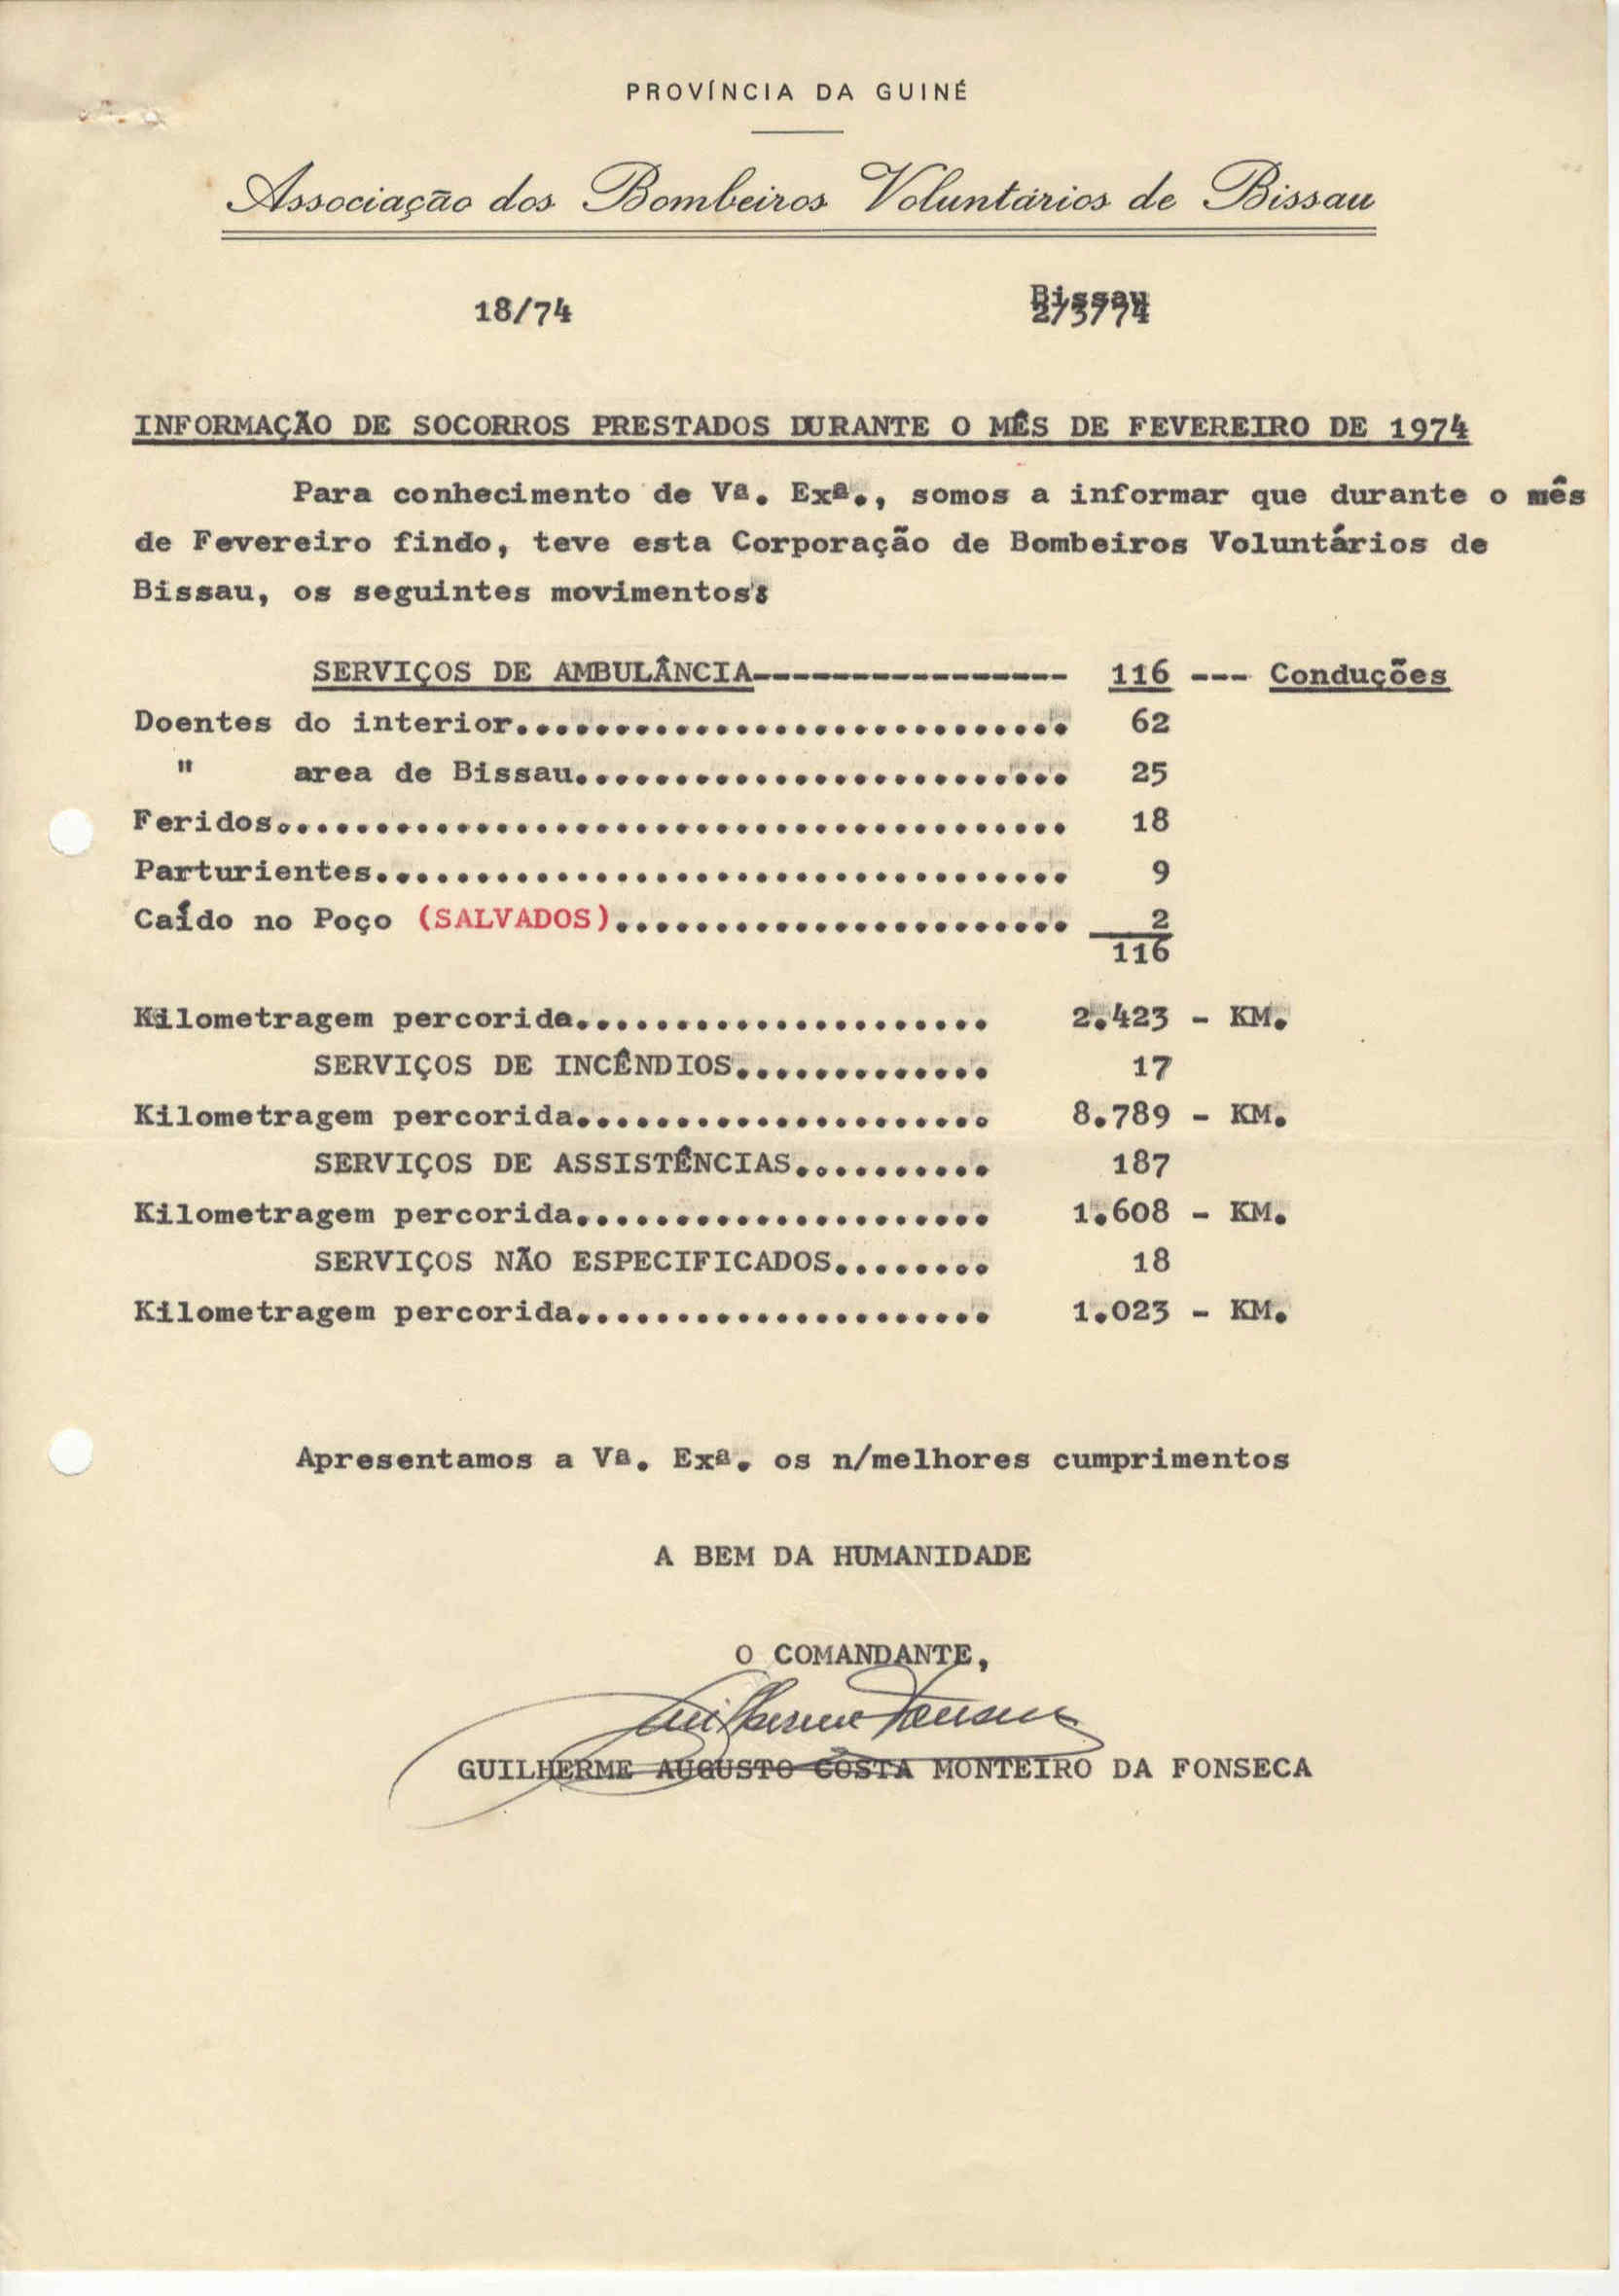 PROVÍNCIA DA GUINÉ
Associação dos Bombeiros Voluntários de Bissau
18/74 Bissau
2/3/74
INFORMAÇÃO DE SOCORROS PRESTADOS DURANTE O MÊS DE FEVEREIRO DE 1974
Para conhecimento de Vª. Exª., somos a informar que durante o mês
de Fevereiro findo, teve esta Corporação de Bombeiros Voluntários de
Bissau, os seguintes movimentos:
SERVIÇOS DE AMBULÂNCIA---------------- 116 --- Conduções
Doentes do interior............................ 62
" area de Bissau......................... 25
Feridos........................................ 18
Parturientes................................... 9
Caído no Poço (SALVADOS)....................... 2
116
Kilometragem percorida..................... 2.423 - KM.
SERVIÇOS DE INCÊNDIOS............. 17
Kilometragem percorida..................... 8.789 - KM.
SERVIÇOS DE ASSISTÊNCIAS.......... 187
Kilometragem percorida..................... 1.608 - KM.
SERVIÇOS NÃO ESPECIFICADOS........ 18
Kilometragem percorida..................... 1.023 - KM.
Apresentamos a Vª. Exª. os n/melhores cumprimentos
A BEM DA HUMANIDADE
O COMANDANTE,
Guilherme Fonseca
GUILHERME AUGUSTO COSTA MONTEIRO DA FONSECA